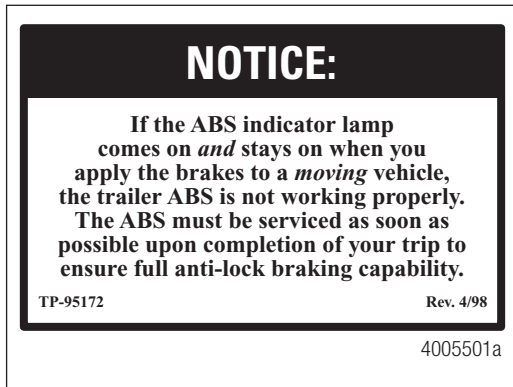 NOTICE:
If the ABS indicator lamp
comes on and stays on when you
apply the brakes to a moving vehicle,
the trailer ABS is not working properly.
The ABS must be serviced as soon as
possible upon completion of your trip to
ensure full anti-lock braking capability.
TP-95172 Rev. 4/98
4005501a